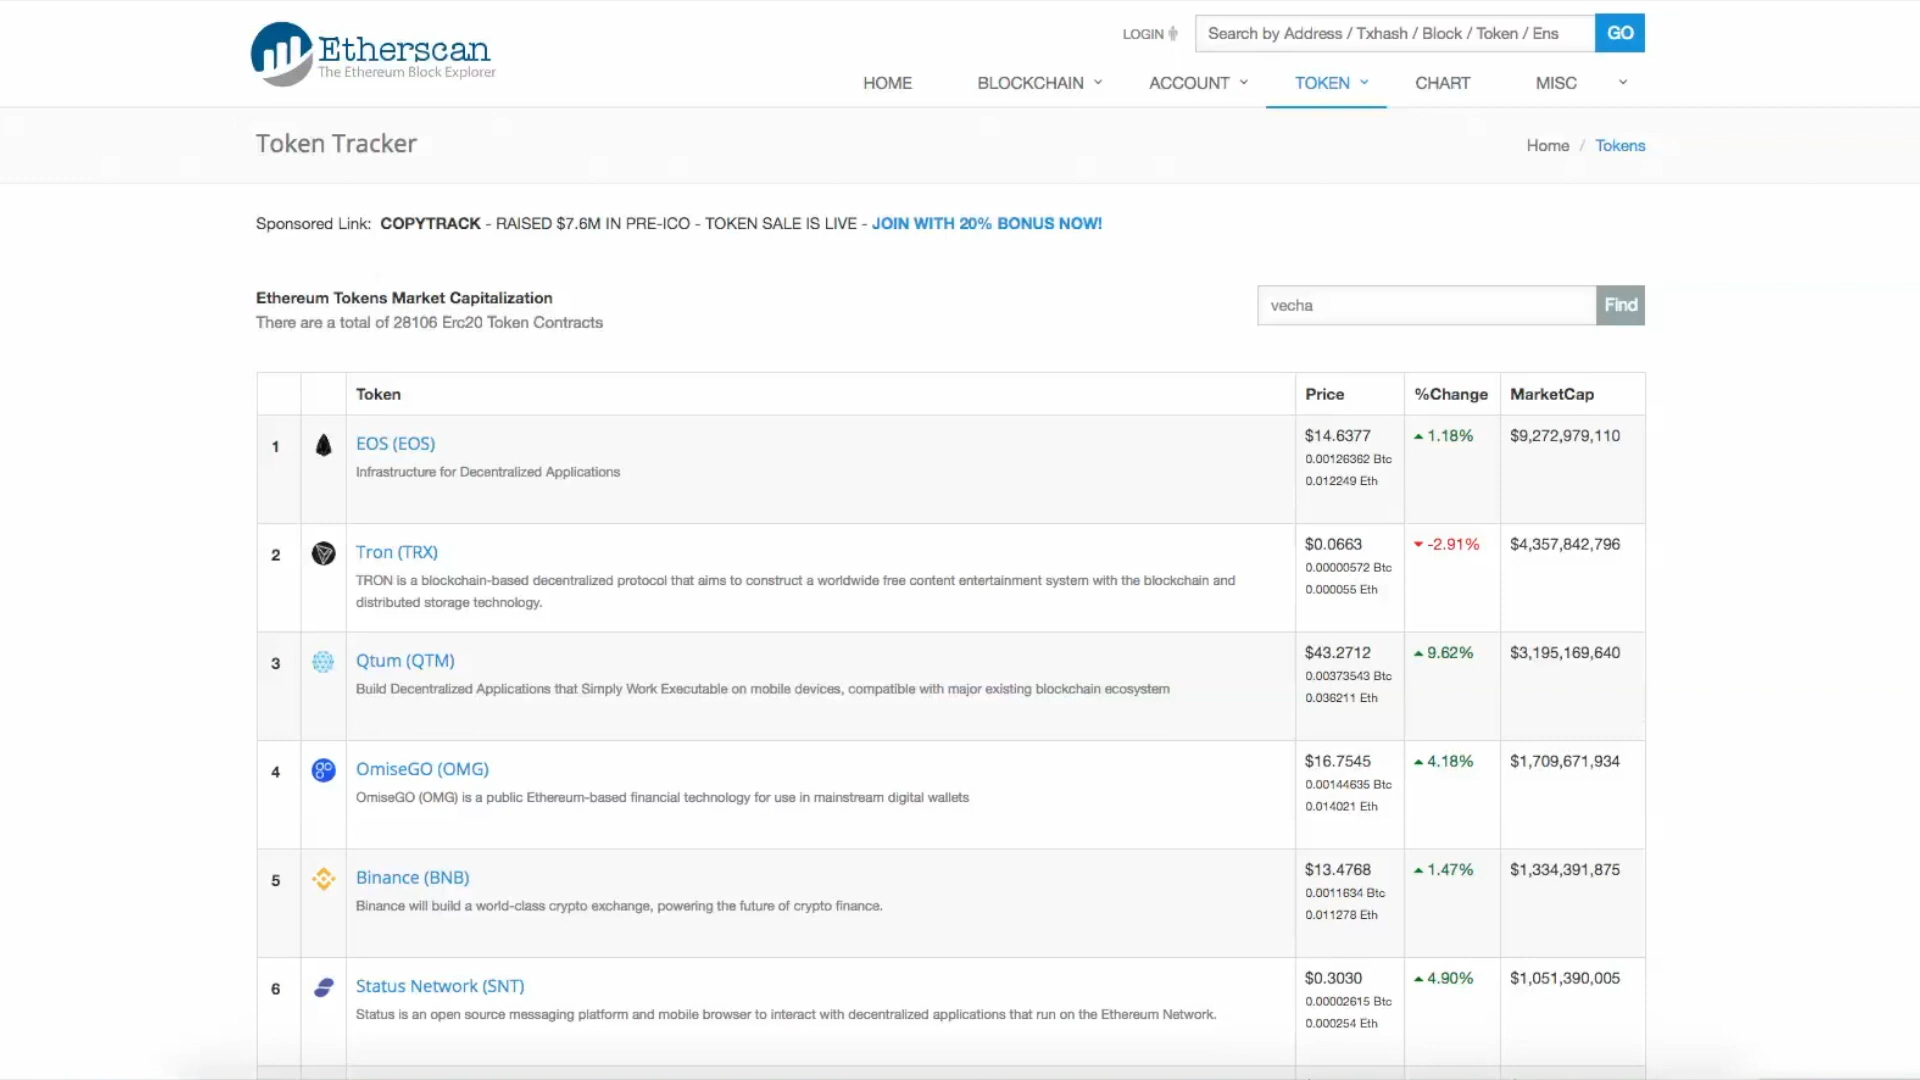 Etherscan
The Ethereum Block Explorer
LOGIN
Search by Address / Txhash / Block / Token / Ens
GO
HOME
BLOCKCHAIN
ACCOUNT
TOKEN
CHART
MISC
Token Tracker
Home / Tokens
Sponsored Link: COPYTRACK - RAISED $7.6M IN PRE-ICO - TOKEN SALE IS LIVE - JOIN WITH 20% BONUS NOW!
Ethereum Tokens Market Capitalization
There are a total of 28106 Erc20 Token Contracts
vecha
Find
Token
Price
%Change
MarketCap
1
EOS (EOS)
Infrastructure for Decentralized Applications
$14.6377
0.00126362 Btc
0.012249 Eth
1.18%
$9,272,979,110
2
Tron (TRX)
TRON is a blockchain-based decentralized protocol that aims to construct a worldwide free content entertainment system with the blockchain and
distributed storage technology.
$0.0663
0.00000572 Btc
0.000055 Eth
-2.91%
$4,357,842,796
3
Qtum (QTM)
Build Decentralized Applications that Simply Work Executable on mobile devices, compatible with major existing blockchain ecosystem
$43.2712
0.00373543 Btc
0.036211 Eth
9.62%
$3,195,169,640
4
OmiseGO (OMG)
OmiseGO (OMG) is a public Ethereum-based financial technology for use in mainstream digital wallets
$16.7545
0.00144635 Btc
0.014021 Eth
4.18%
$1,709,671,934
5
Binance (BNB)
Binance will build a world-class crypto exchange, powering the future of crypto finance.
$13.4768
0.0011634 Btc
0.011278 Eth
1.47%
$1,334,391,875
6
Status Network (SNT)
Status is an open source messaging platform and mobile browser to interact with decentralized applications that run on the Ethereum Network.
$0.3030
0.00002615 Btc
0.000254 Eth
4.90%
$1,051,390,005